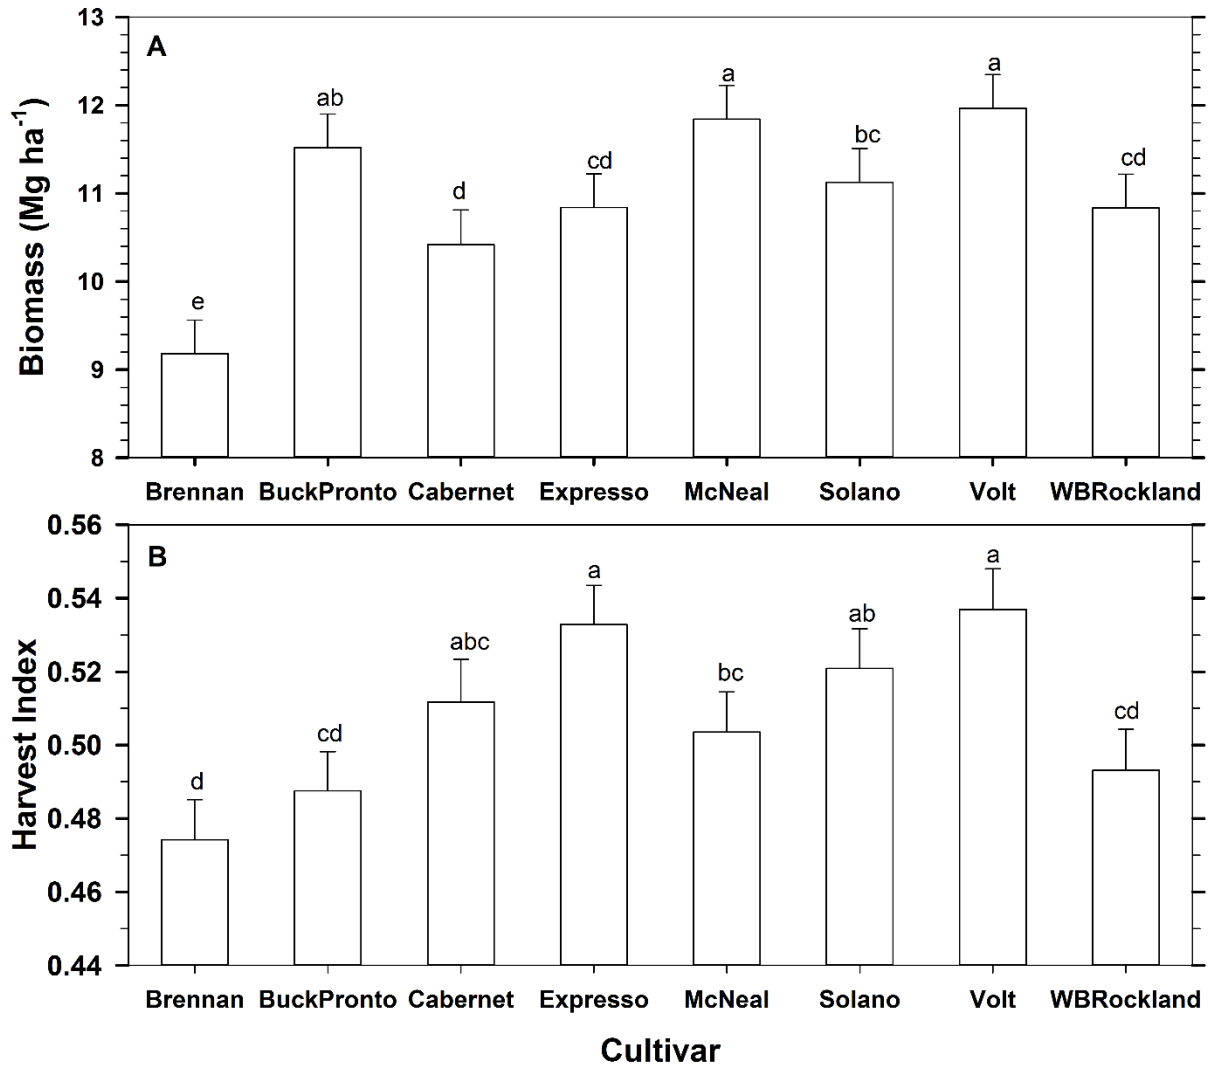 A
Biomass (Mg ha⁻¹)
13
12
11
10
9
8
e
ab
d
cd
a
bc
a
cd
Brennan BuckPronto Cabernet Expresso McNeal Solano Volt WBRockland
B
Harvest Index
0.56
0.54
0.52
0.50
0.48
0.46
0.44
d
cd
abc
a
bc
ab
a
cd
Brennan BuckPronto Cabernet Expresso McNeal Solano Volt WBRockland
Cultivar